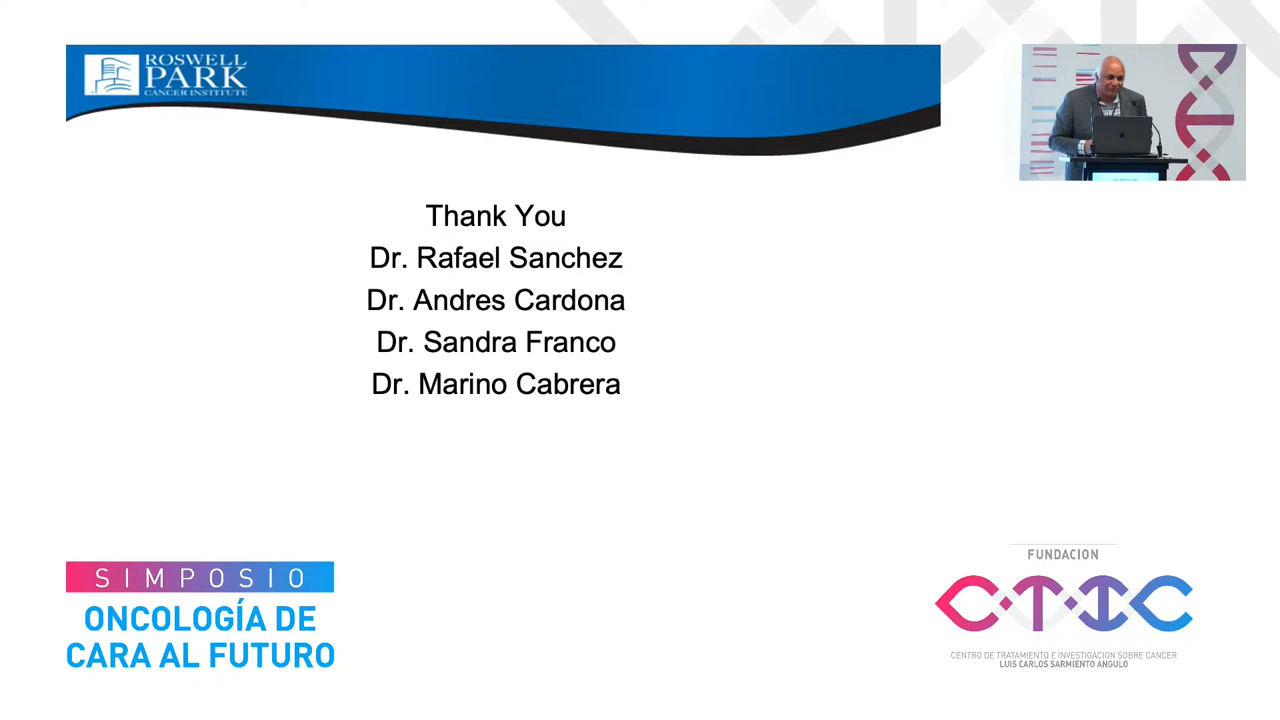 ROSWELL
PARK
CANCER INSTITUTE
Thank You
Dr. Rafael Sanchez
Dr. Andres Cardona
Dr. Sandra Franco
Dr. Marino Cabrera
SIMPOSIO
ONCOLOGÍA DE
CARA AL FUTURO
FUNDACION
CTIC
CENTRO DE TRATAMIENTO E INVESTIGACION SOBRE CANCER
LUIS CARLOS SARMIENTO ANGULO